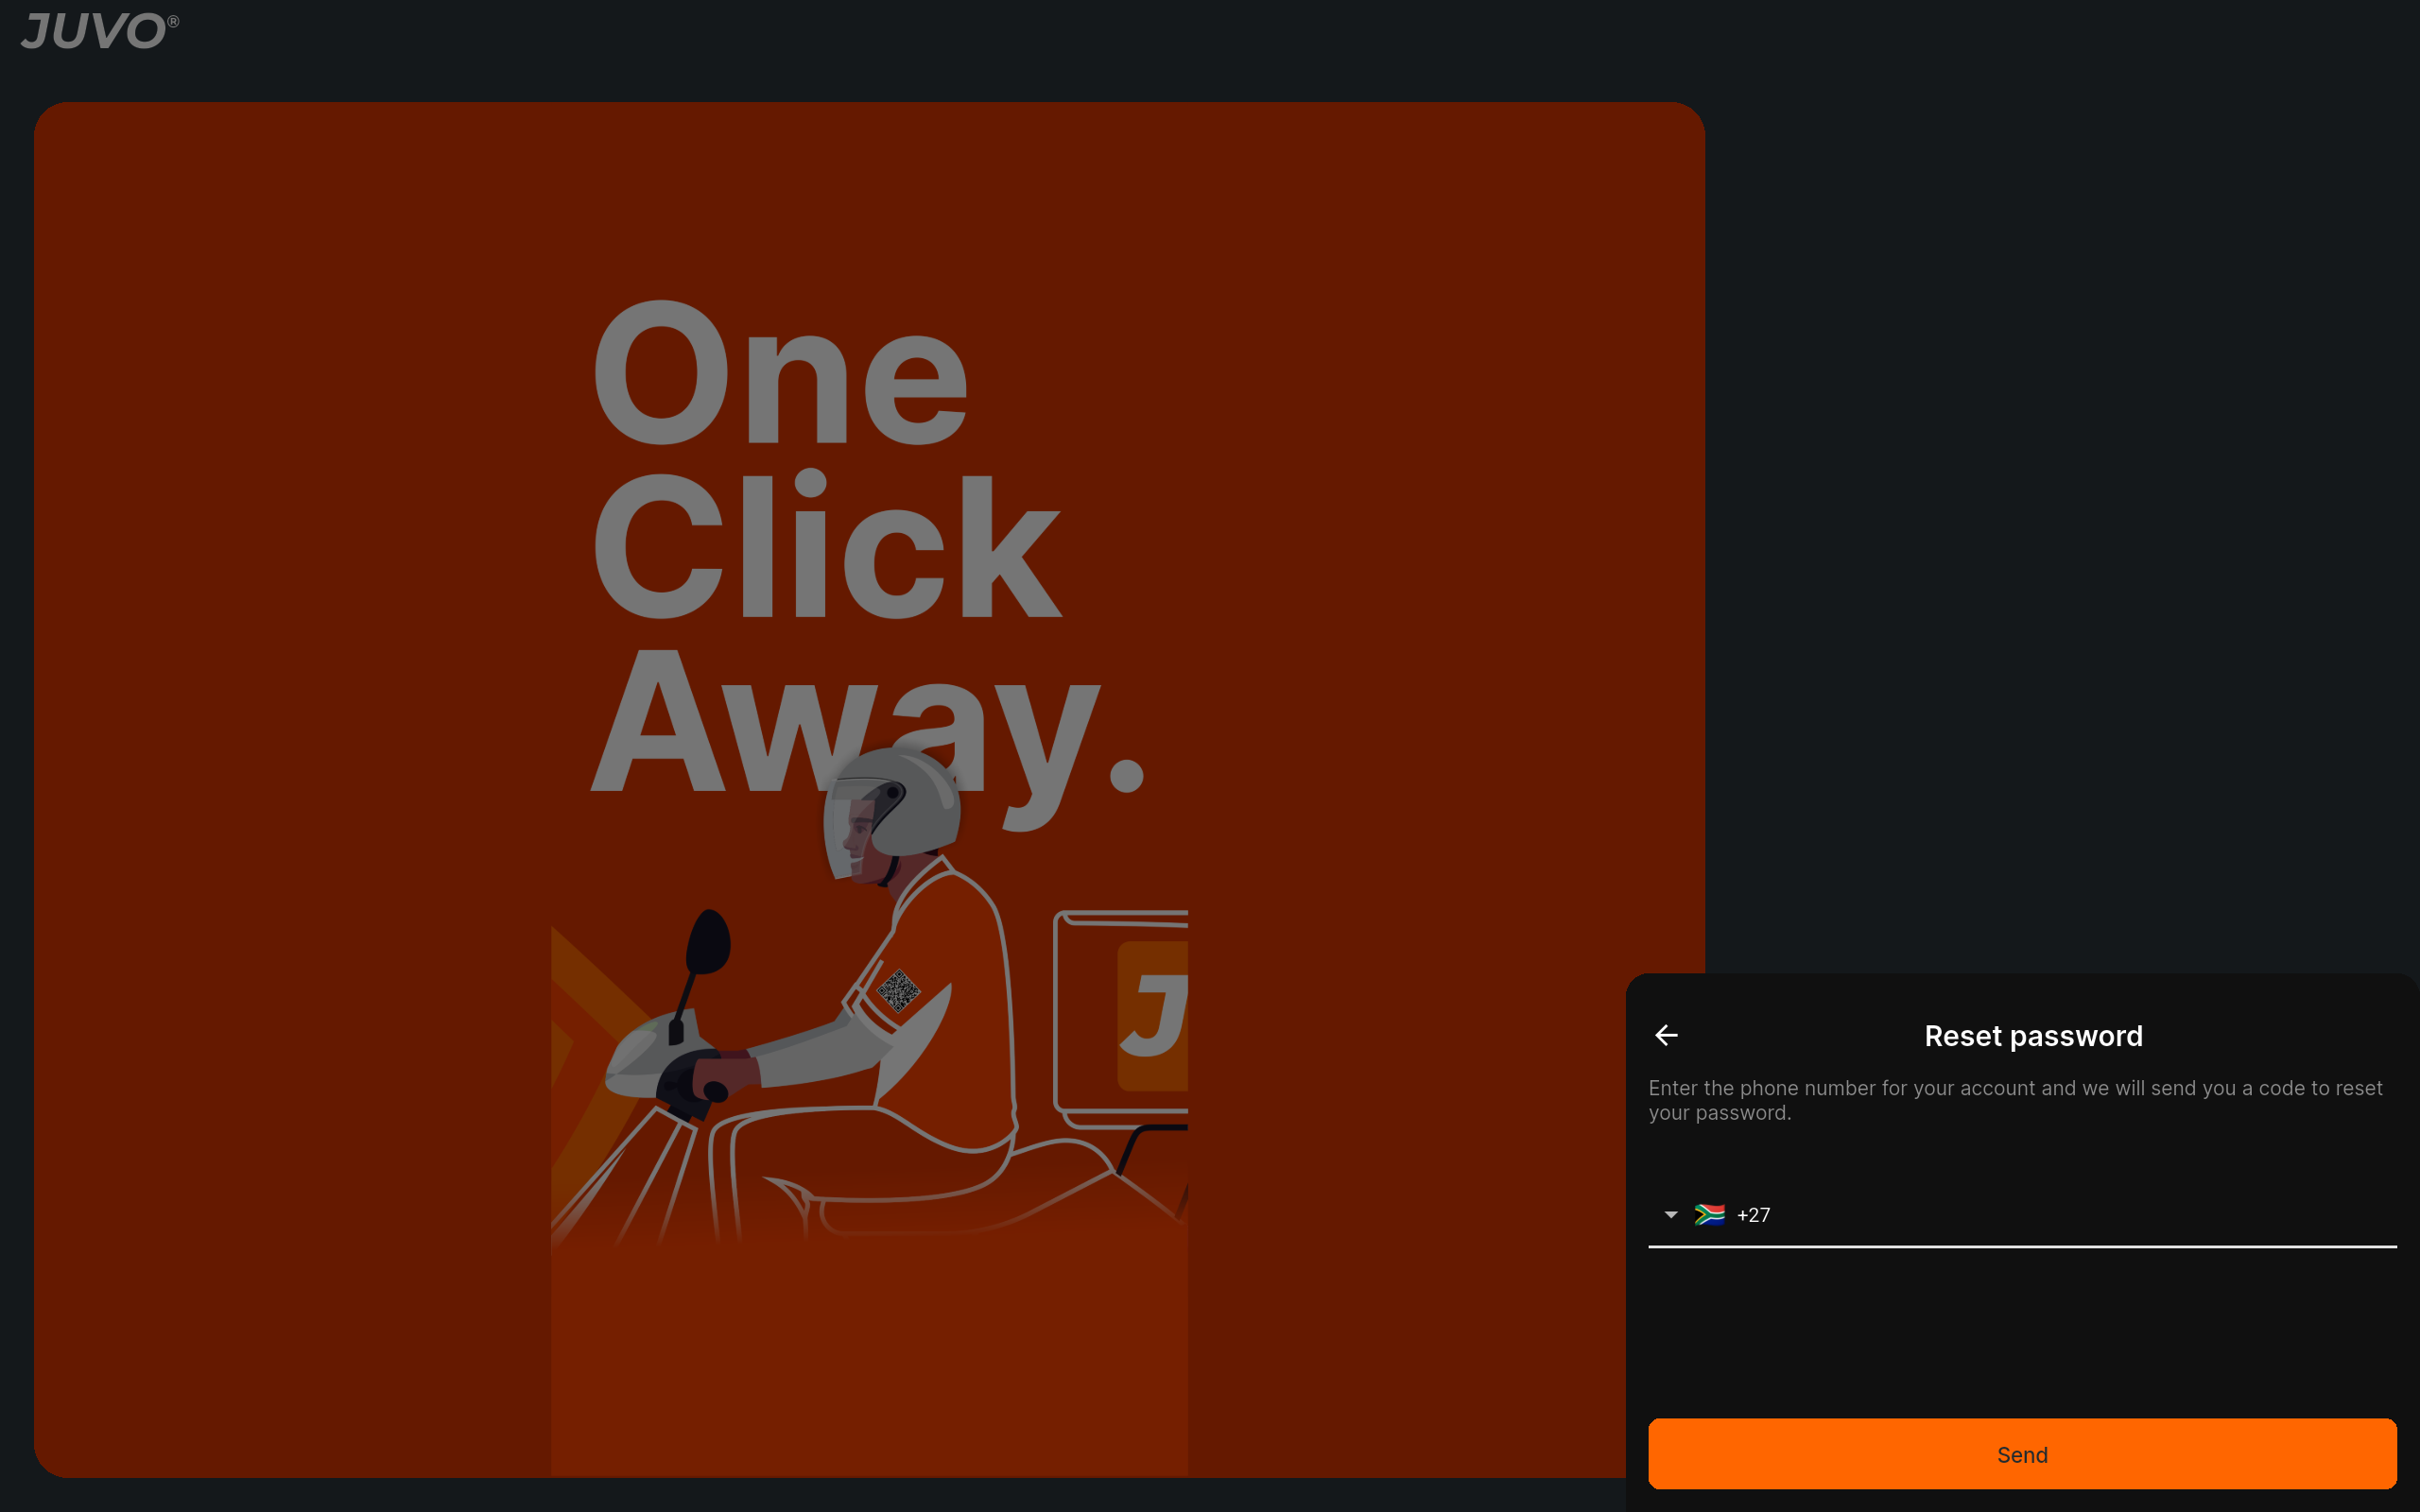 JUVO®
One
Click
Away.
J
Reset password
Enter the phone number for your account and we will send you a code to reset
your password.
+27
Send